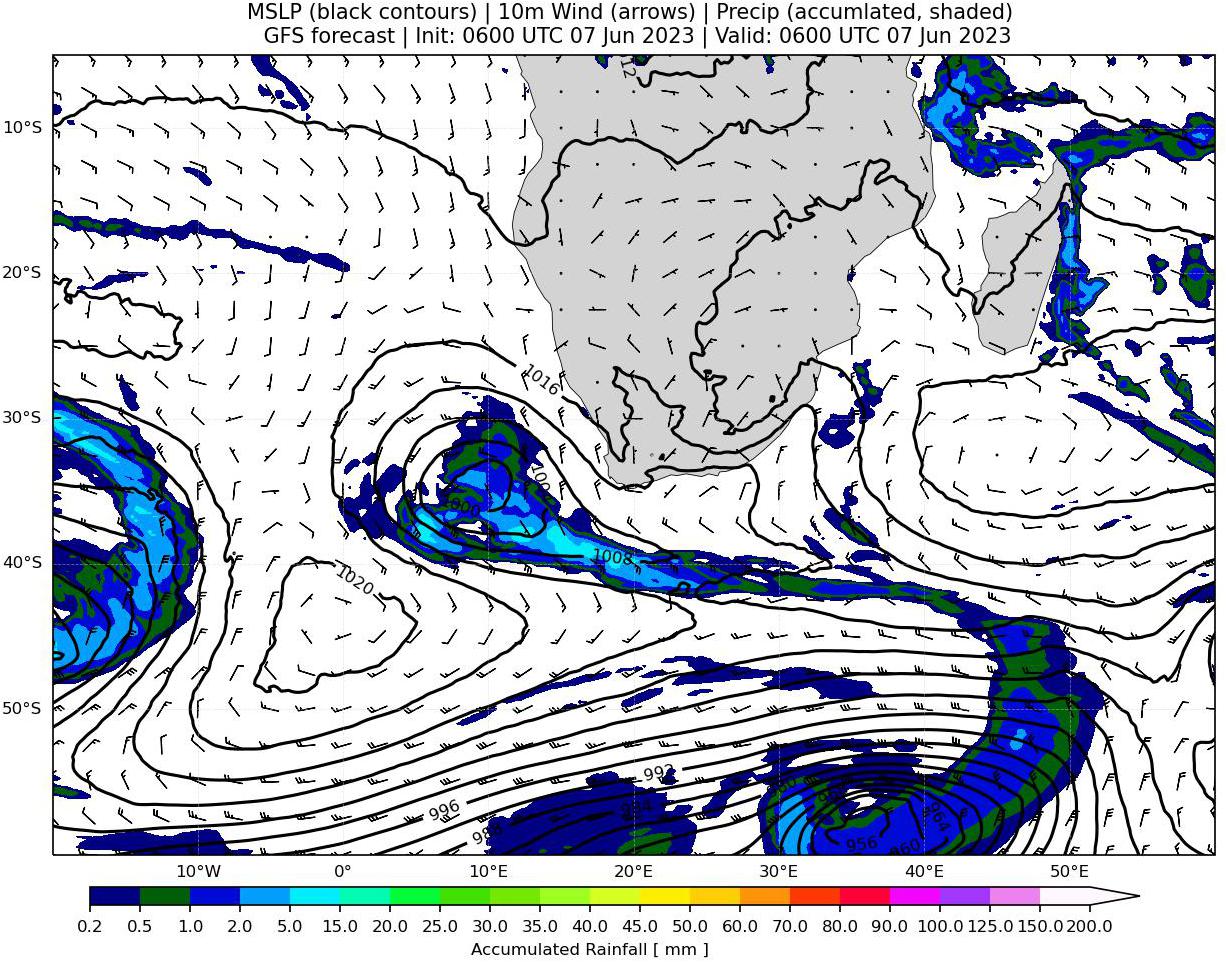 MSLP (black contours) | 10m Wind (arrows) | Precip (accumlated, shaded)
GFS forecast | Init: 0600 UTC 07 Jun 2023 | Valid: 0600 UTC 07 Jun 2023
10°S
20°S
30°S
40°S
50°S
1016
1000
1008
1020
992
996
984
988
980
964
956
960
10°W
0°
10°E
20°E
30°E
40°E
50°E
0.2 0.5 1.0 2.0 5.0 10.0 15.0 20.0 25.0 30.0 35.0 40.0 45.0 50.0 60.0 70.0 80.0 90.0 100.0 125.0 150.0 200.0
Accumulated Rainfall [ mm ]